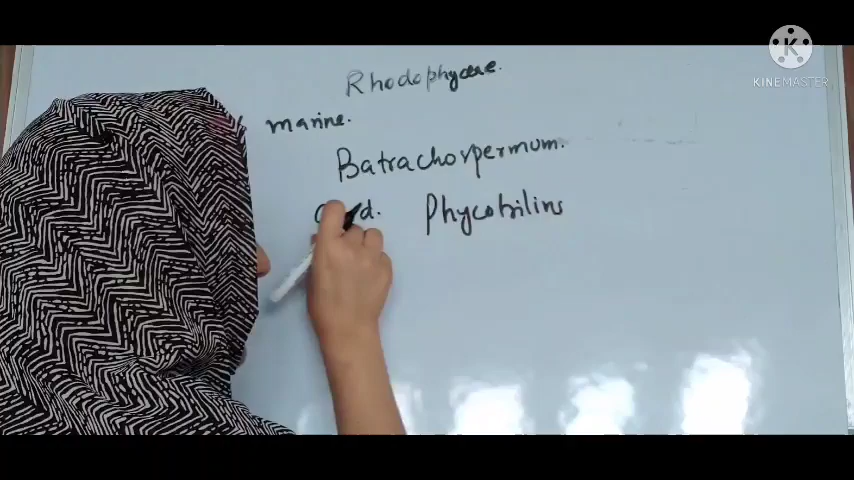 Rhodophyceae.
marine.
Batrachospermum.
d. Phycobilins
K
KINEMASTER